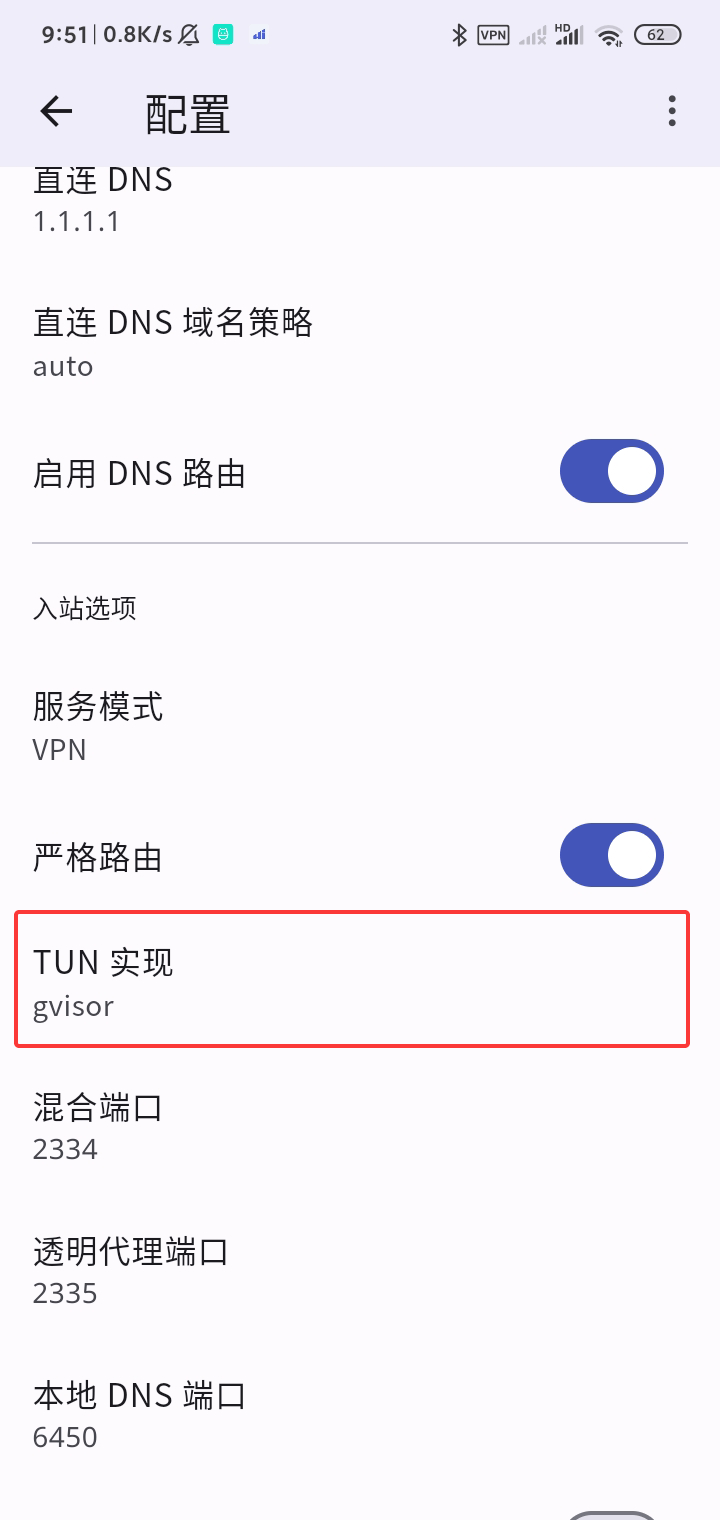 9:51 | 0.8K/s VPN HD 62
配置
直连 DNS
1.1.1.1
直连 DNS 域名策略
auto
启用 DNS 路由
入站选项
服务模式
VPN
严格路由
TUN 实现
gvisor
混合端口
2334
透明代理端口
2335
本地 DNS 端口
6450